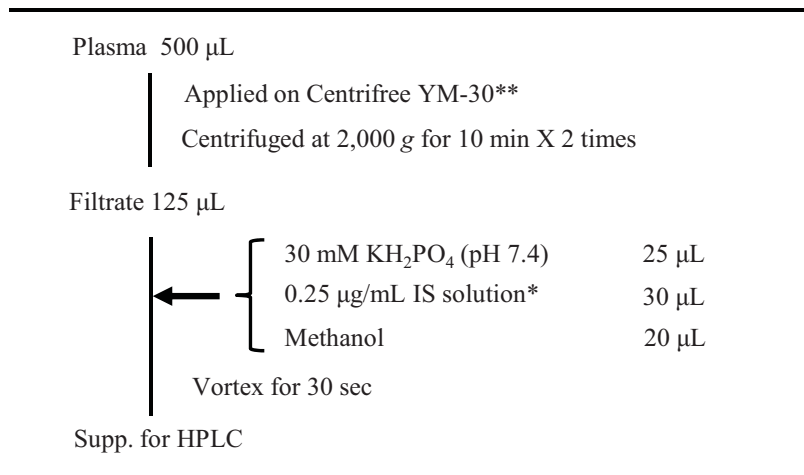 Plasma 500 μL
Applied on Centrifree YM-30**
Centrifuged at 2,000 g for 10 min X 2 times
Filtrate 125 μL
30 mM KH₂PO₄ (pH 7.4) 25 μL
0.25 μg/mL IS solution* 30 μL
Methanol 20 μL
Vortex for 30 sec
Supp. for HPLC